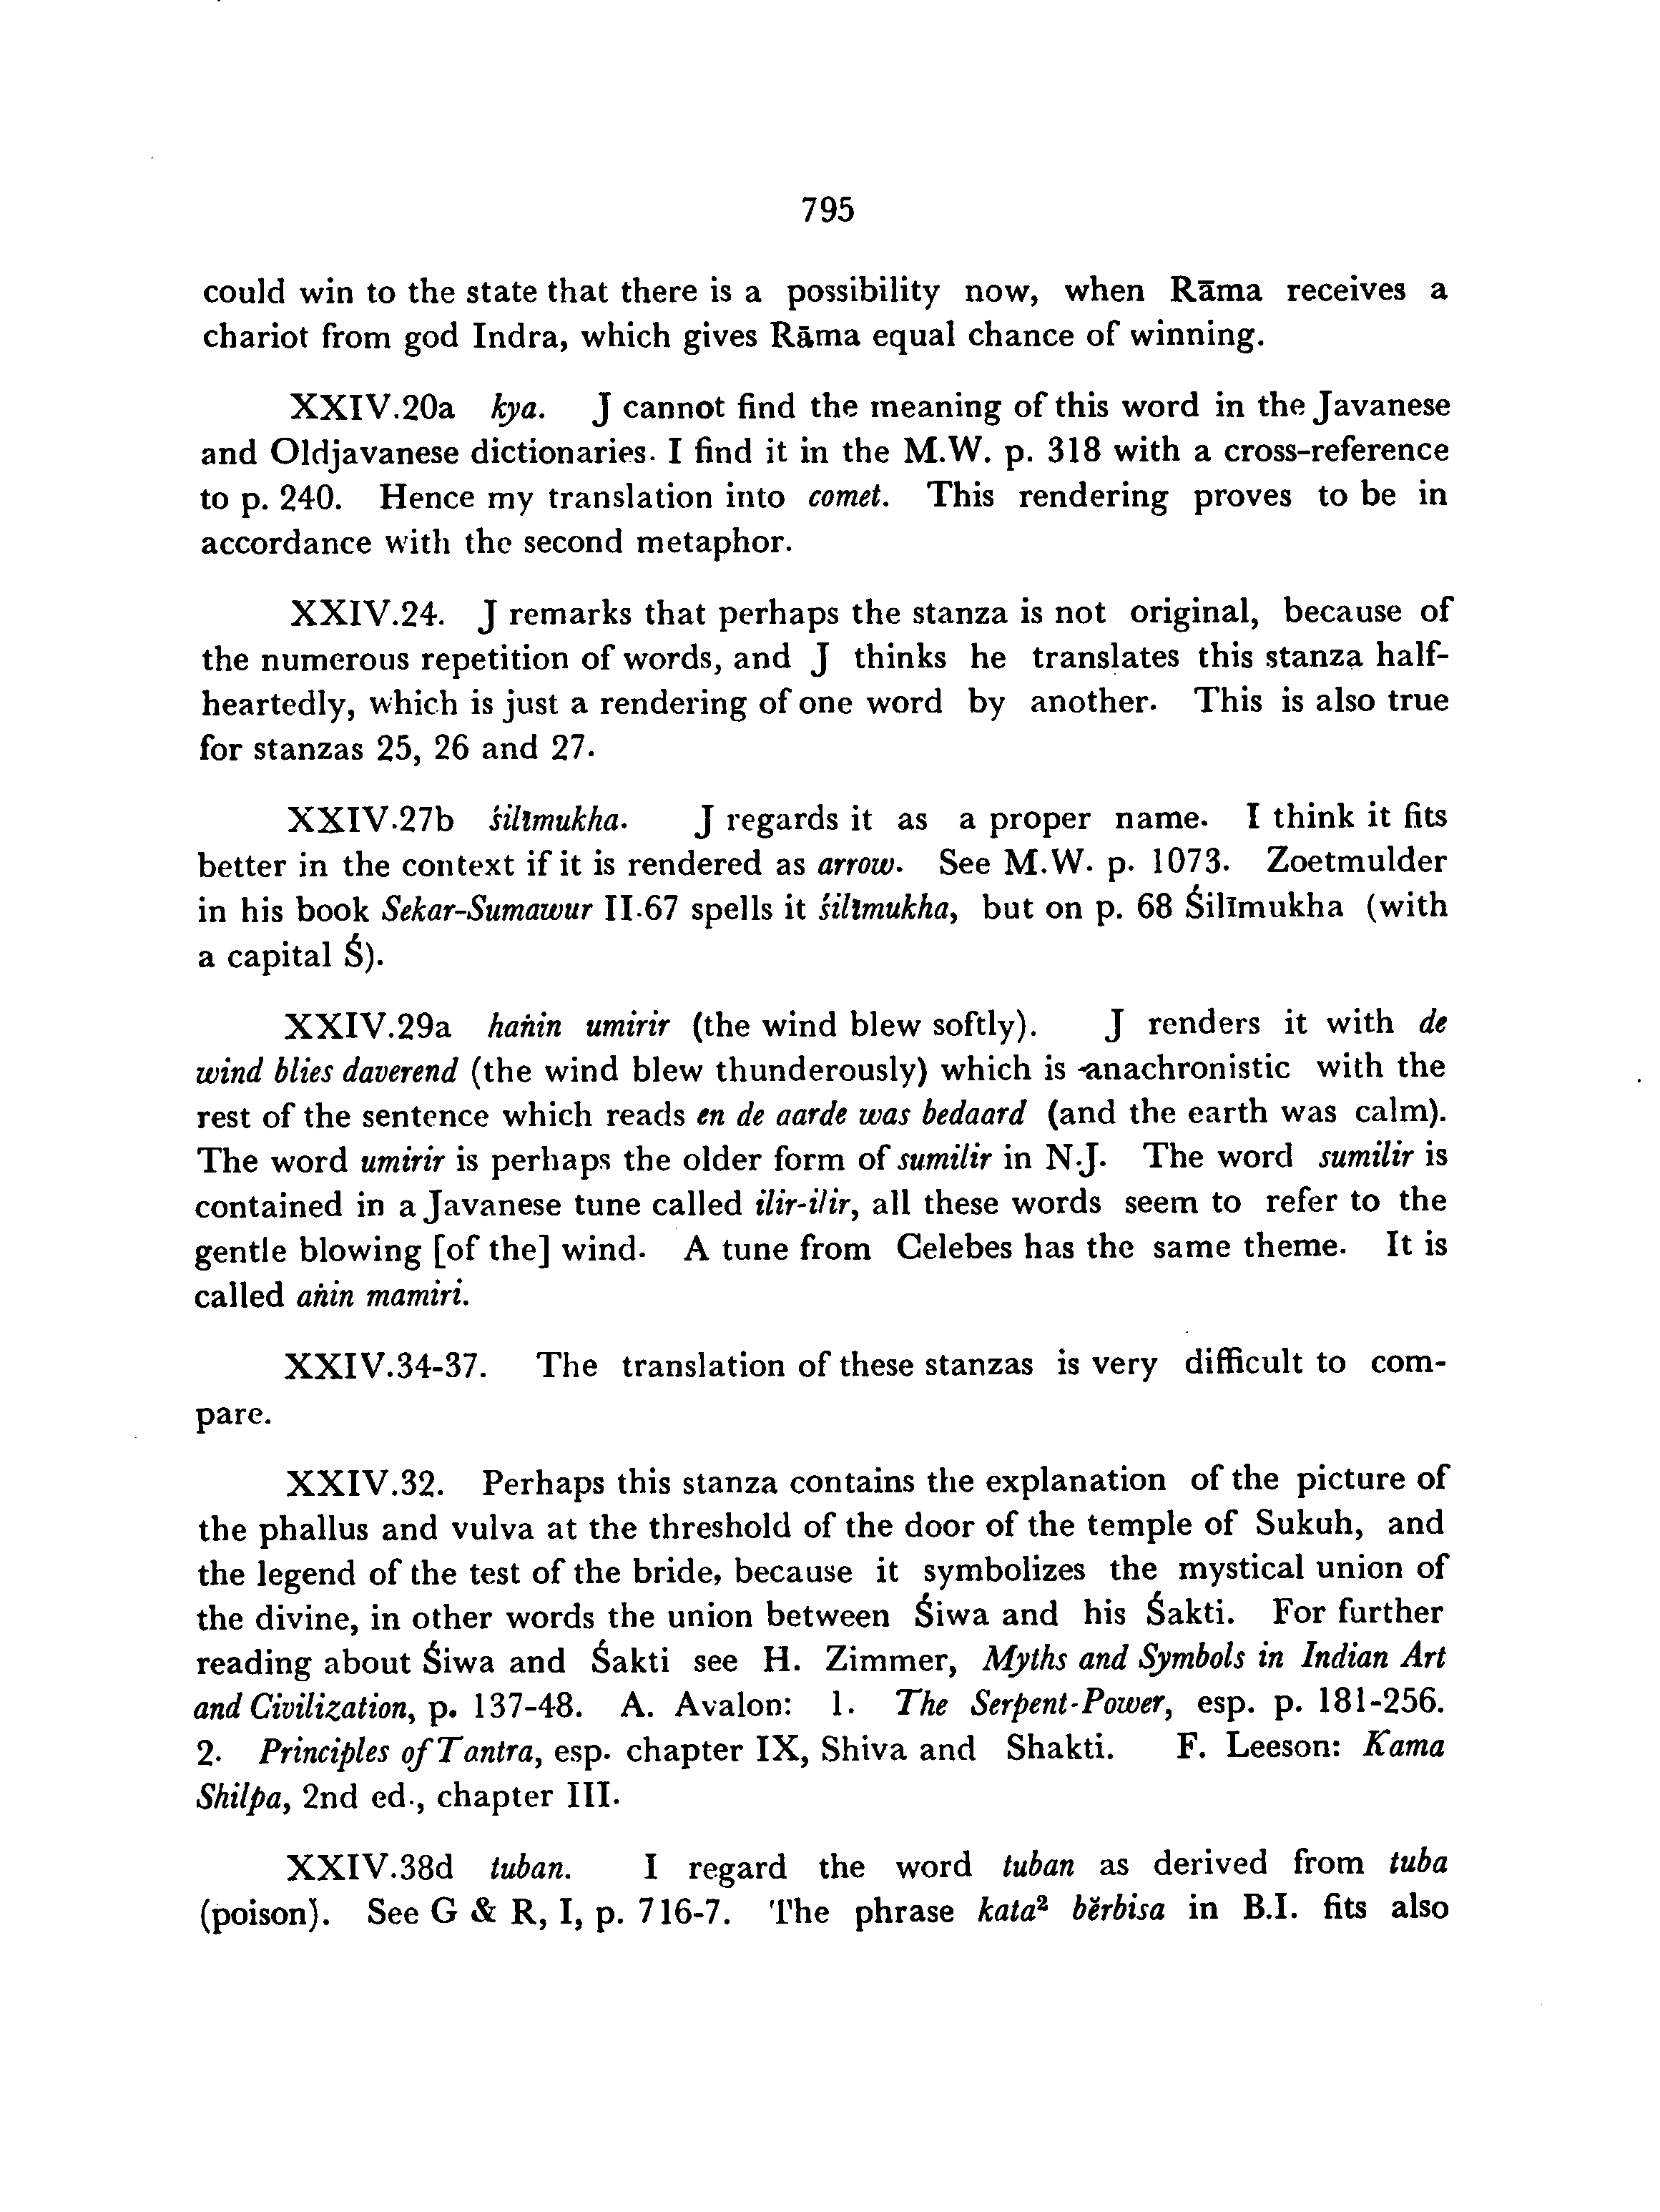 795
could win to the state that there is a possibility now, when Rāma receives a
chariot from god Indra, which gives Rāma equal chance of winning.
XXIV.20a kya. J cannot find the meaning of this word in the Javanese
and Oldjavanese dictionaries. I find it in the M.W. p. 318 with a cross-reference
to p. 240. Hence my translation into comet. This rendering proves to be in
accordance with the second metaphor.
XXIV.24. J remarks that perhaps the stanza is not original, because of
the numerous repetition of words, and J thinks he translates this stanza half-
heartedly, which is just a rendering of one word by another. This is also true
for stanzas 25, 26 and 27.
XXIV.27b śilīmukha. J regards it as a proper name. I think it fits
better in the context if it is rendered as arrow. See M.W. p. 1073. Zoetmulder
in his book Sekar-Sumawur II.67 spells it śilīmukha, but on p. 68 Śilīmukha (with
a capital Ś).
XXIV.29a haṅin umirir (the wind blew softly). J renders it with de
wind blies daverend (the wind blew thunderously) which is anachronistic with the
rest of the sentence which reads en de aarde was bedaard (and the earth was calm).
The word umirir is perhaps the older form of sumilir in N.J. The word sumilir is
contained in a Javanese tune called ilir-ilir, all these words seem to refer to the
gentle blowing [of the] wind. A tune from Celebes has the same theme. It is
called aṅin mamiri.
XXIV.34-37. The translation of these stanzas is very difficult to com-
pare.
XXIV.32. Perhaps this stanza contains the explanation of the picture of
the phallus and vulva at the threshold of the door of the temple of Sukuh, and
the legend of the test of the bride, because it symbolizes the mystical union of
the divine, in other words the union between Śiwa and his Śakti. For further
reading about Śiwa and Śakti see H. Zimmer, Myths and Symbols in Indian Art
and Civilization, p. 137-48. A. Avalon: 1. The Serpent-Power, esp. p. 181-256.
2. Principles of Tantra, esp. chapter IX, Shiva and Shakti. F. Leeson: Kama
Shilpa, 2nd ed., chapter III.
XXIV.38d tuban. I regard the word tuban as derived from tuba
(poison). See G & R, I, p. 716-7. The phrase kata² bĕrbisa in B.I. fits also